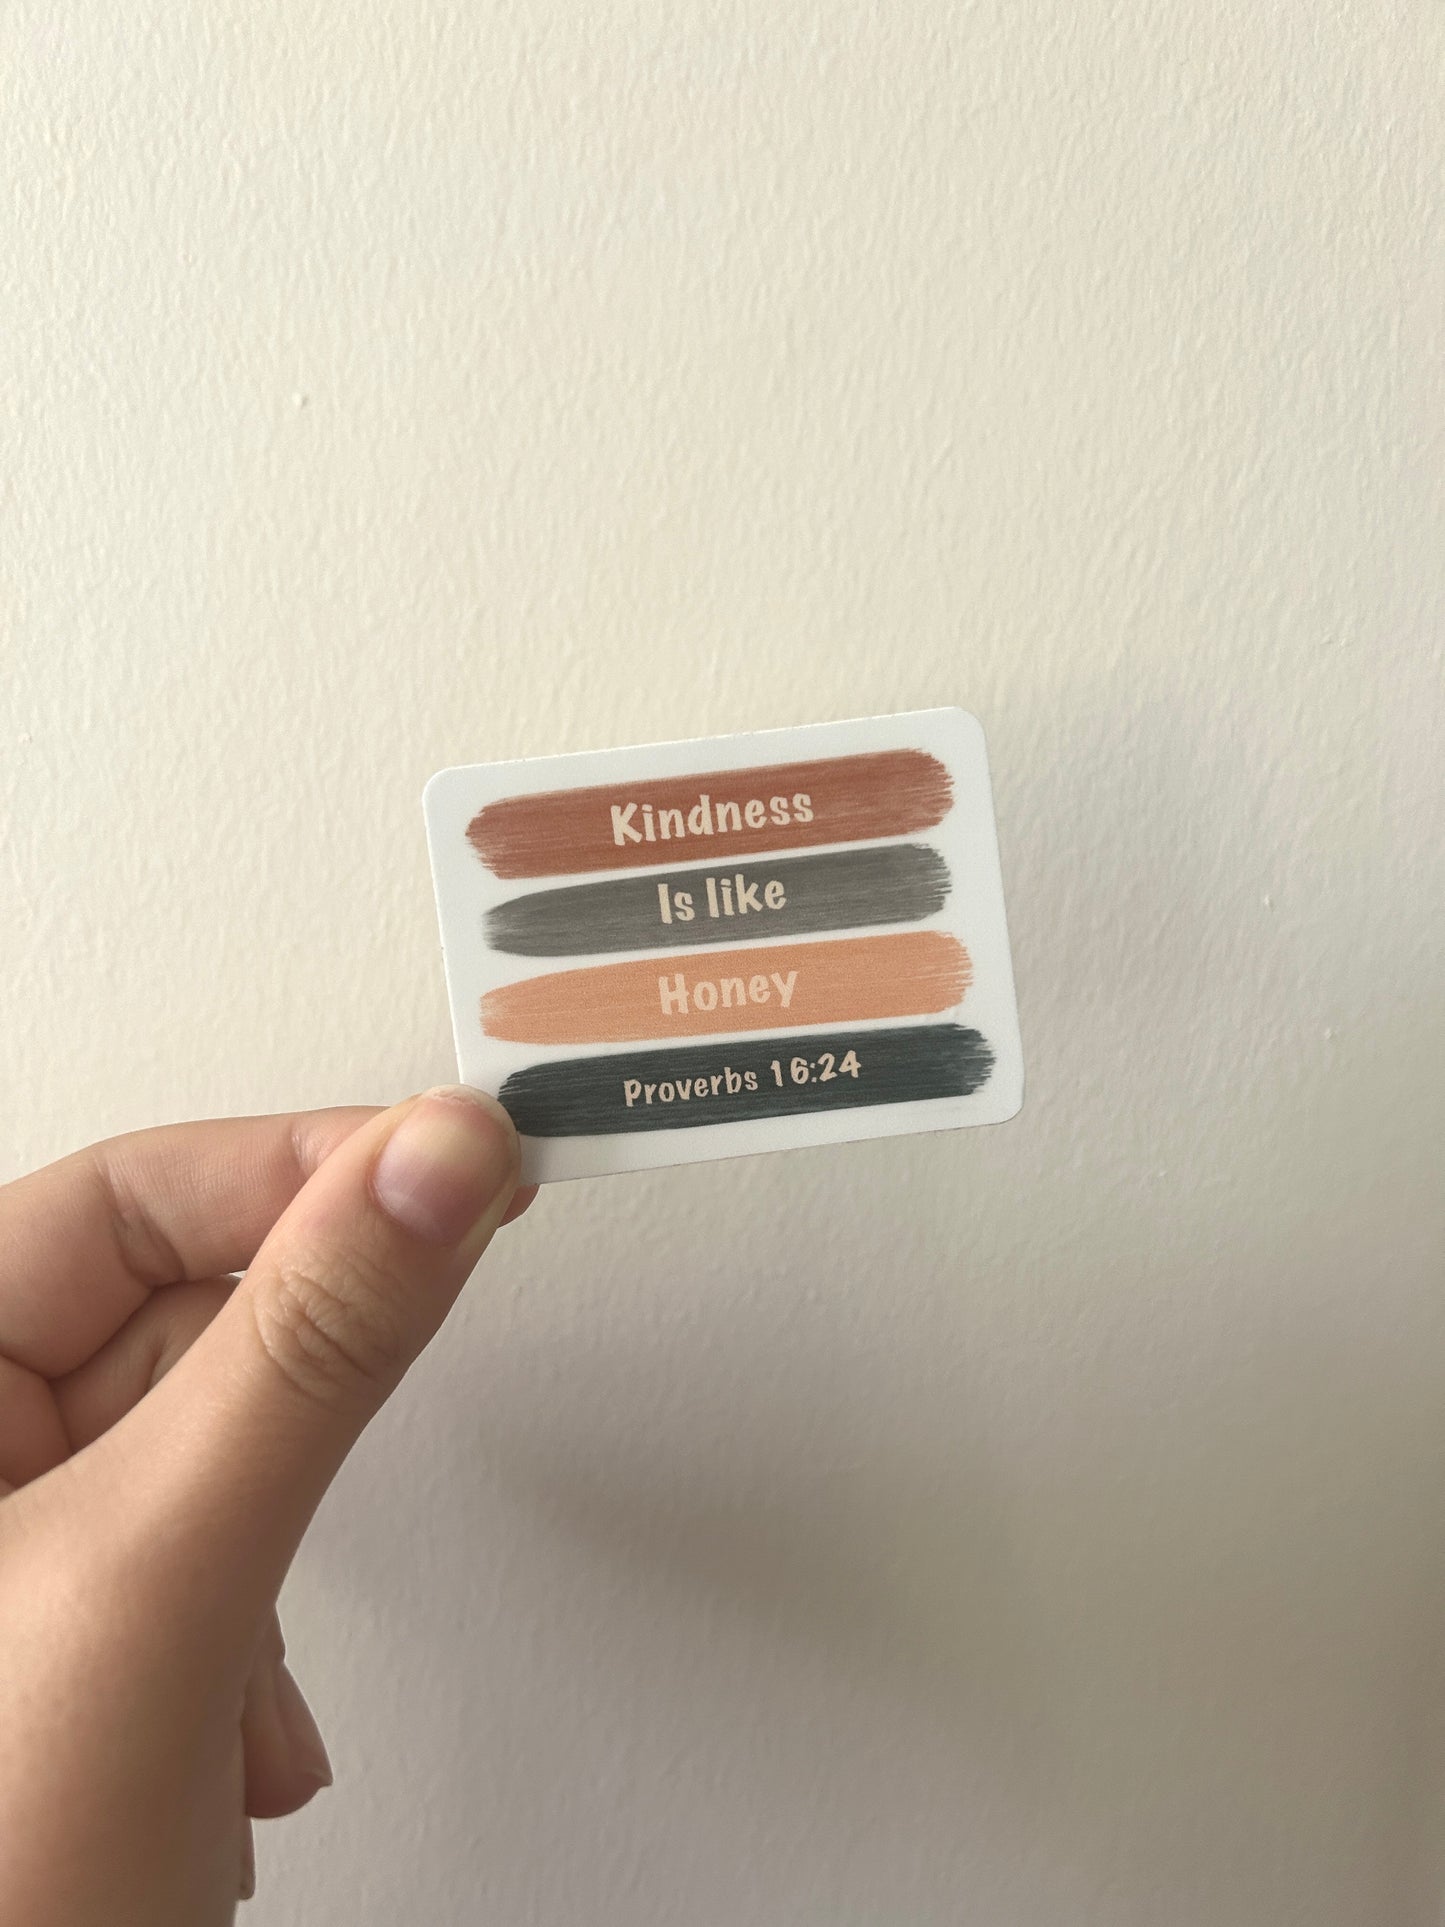 Kindness
Is like
Honey
Proverbs 16:24